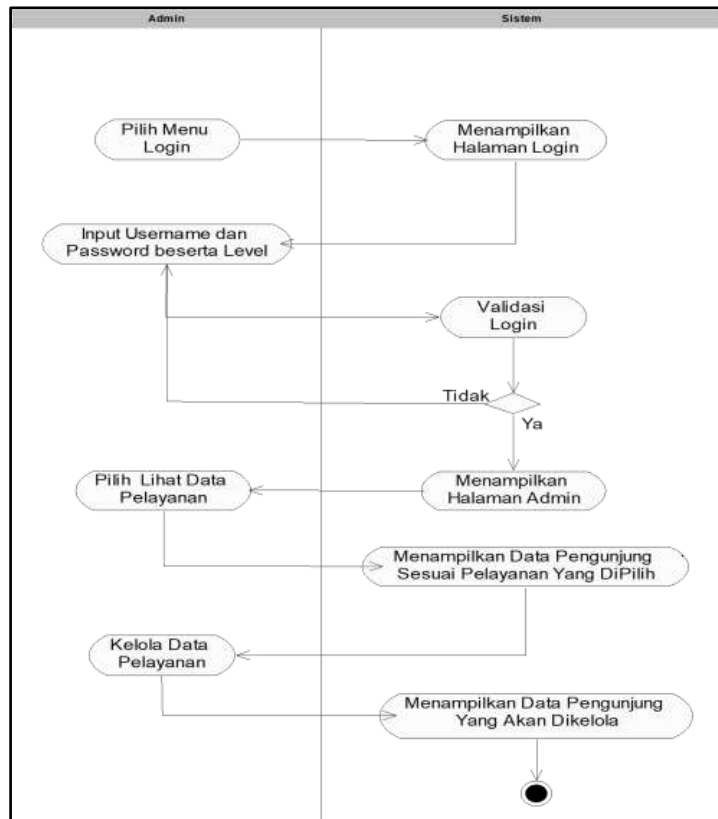 Admin
Sistem
Pilih Menu
Login
Menampilkan
Halaman Login
Input Username dan
Password beserta Level
Validasi
Login
Tidak
Ya
Pilih Lihat Data
Pelayanan
Menampilkan
Halaman Admin
Menampilkan Data Pengunjung
Sesuai Pelayanan Yang DiPilih
Kelola Data
Pelayanan
Menampilkan Data Pengunjung
Yang Akan Dikelola